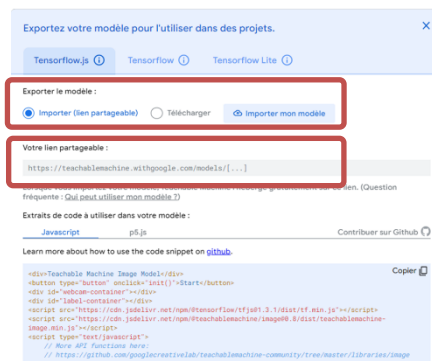 Exportez votre modèle pour l'utiliser dans des projets.
Tensorflow.js
Tensorflow
Tensorflow Lite
Exporter le modèle :
Importer (lien partageable)
Télécharger
Importer mon modèle
Votre lien partageable :
https://teachablemachine.withgoogle.com/models/[...]
Lorsque vous importez votre modèle, Teachable Machine l'héberge gratuitement sur ce lien. (Question
fréquente : Qui peut utiliser mon modèle ?)
Extraits de code à utiliser dans votre modèle :
Javascript
p5.js
Contribuer sur Github
Learn more about how to use the code snippet on github.
Copier
<div>Teachable Machine Image Model</div>
<button type="button" onclick="init()">Start</button>
<div id="webcam-container"></div>
<div id="label-container"></div>
<script src="https://cdn.jsdelivr.net/npm/@tensorflow/tfjs@1.3.1/dist/tf.min.js"></script>
<script src="https://cdn.jsdelivr.net/npm/@teachablemachine/image@0.8/dist/teachablemachine-
image.min.js"></script>
<script type="text/javascript">
// More API functions here:
// https://github.com/googlecreativelab/teachablemachine-community/tree/master/libraries/image